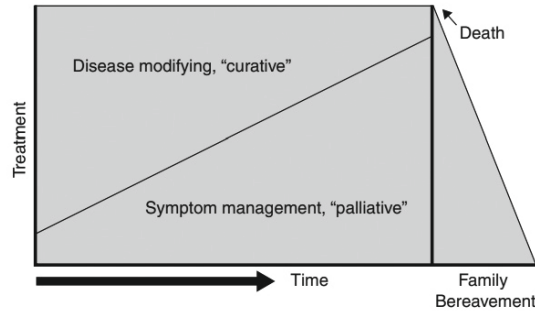 Death
Disease modifying, “curative”
Treatment
Symptom management, “palliative”
Time
Family
Bereavement